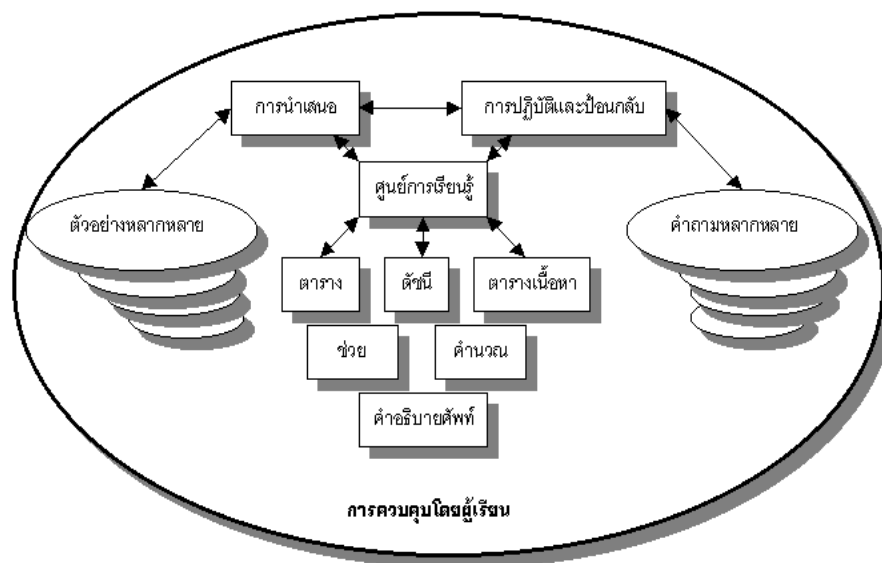 การนำเสนอ
การปฏิบัติและป้อนกลับ
ศูนย์การเรียนรู้
ตัวอย่างหลากหลาย
คำถามหลากหลาย
ตาราง
ดัชนี
ตารางเนื้อหา
ช่วย
คำนวณ
คำอธิบายศัพท์
การควบคุมโดยผู้เรียน